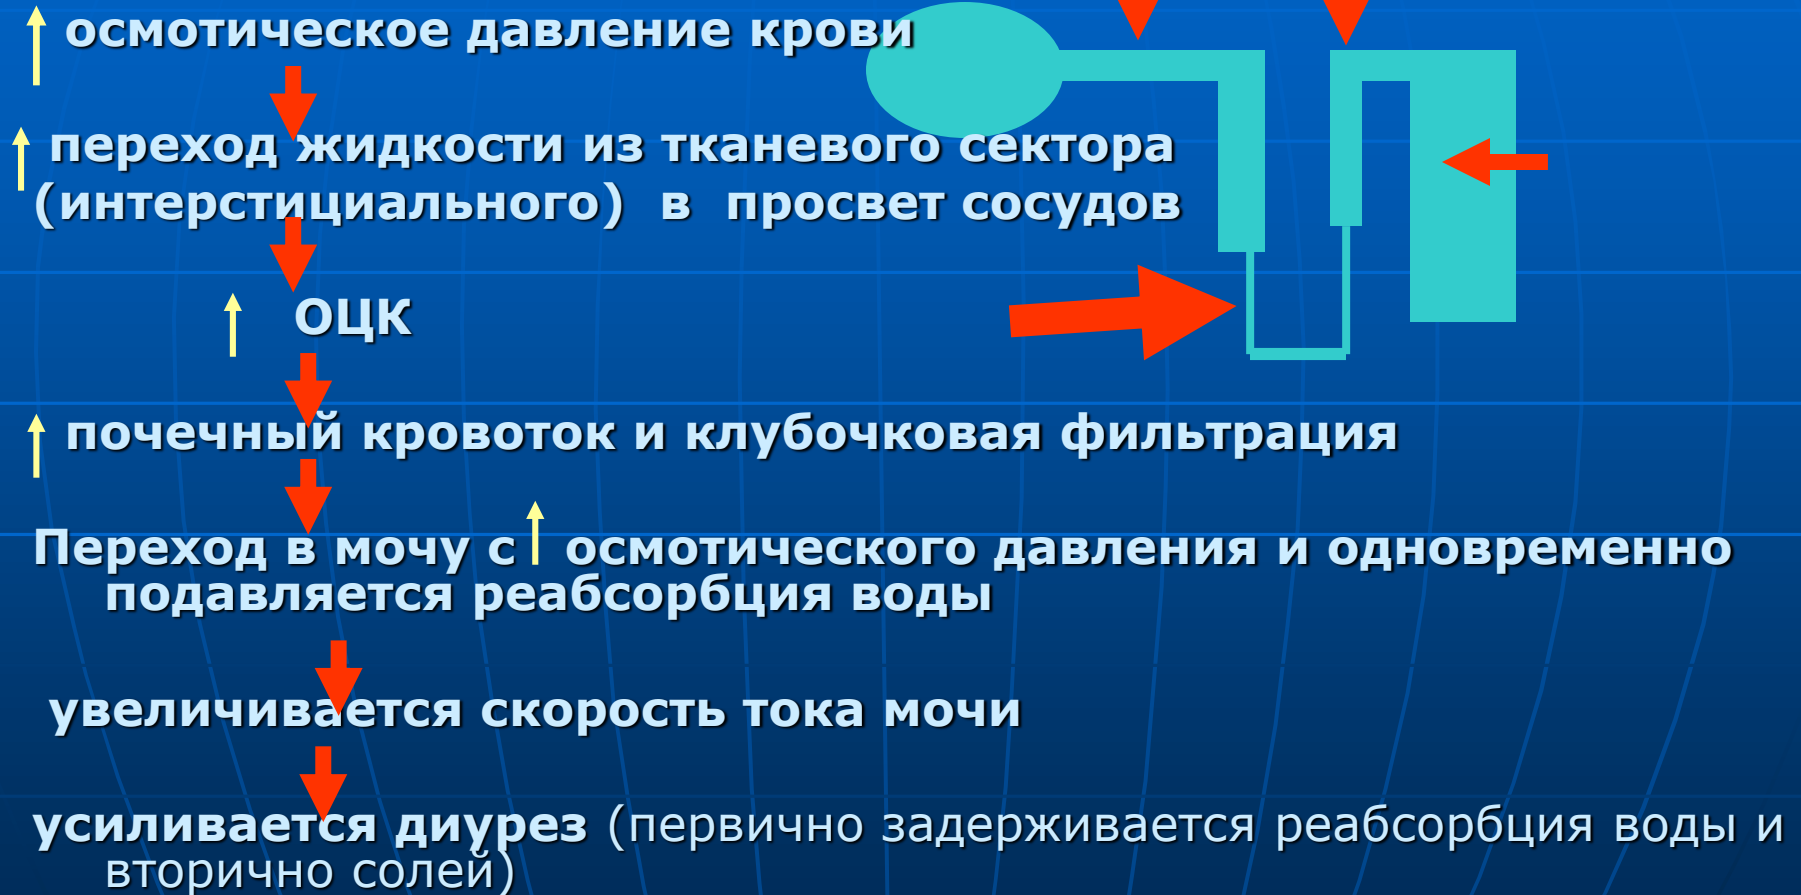 осмотическое давление крови
переход жидкости из тканевого сектора
(интерстициального) в просвет сосудов
ОЦК
почечный кровоток и клубочковая фильтрация
Переход в мочу с осмотического давления и одновременно
подавляется реабсорбция воды
увеличивается скорость тока мочи
усиливается диурез (первично задерживается реабсорбция воды и
вторично солей)